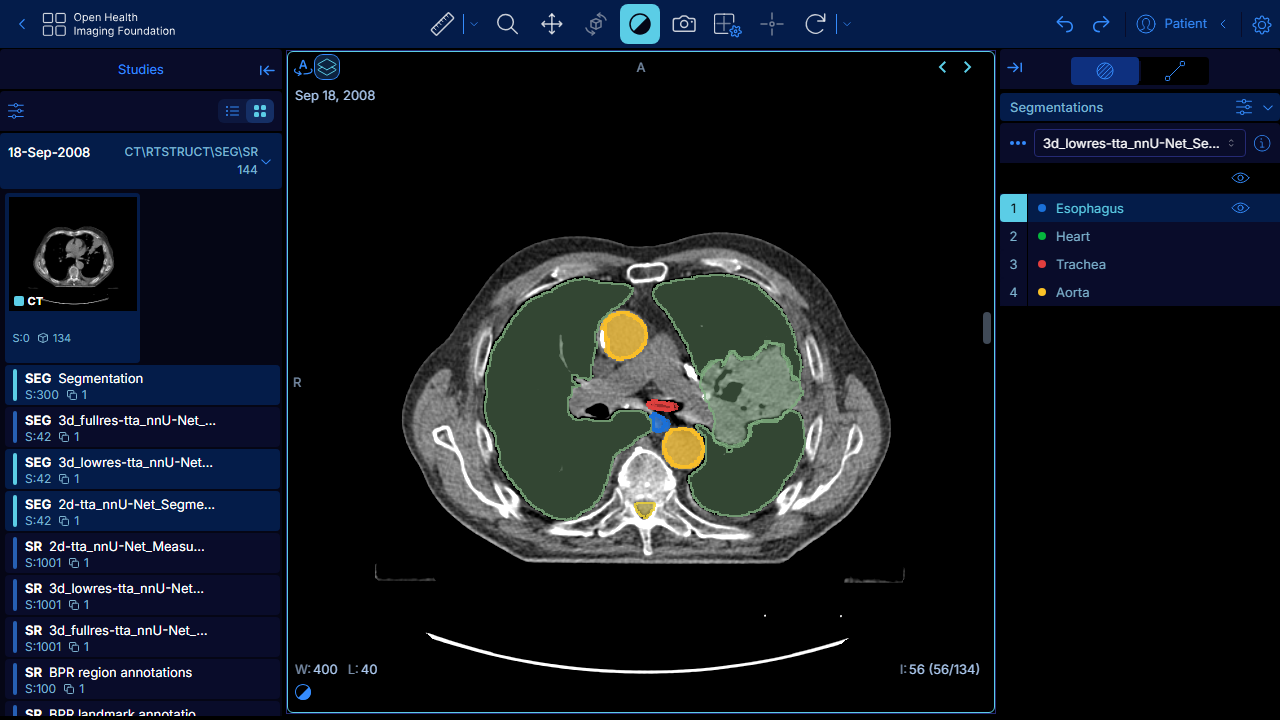 Open Health
Imaging Foundation
Patient
Studies
18-Sep-2008
CT\RTSTRUCT\SEG\SR
144
CT
S:0 134
SEG Segmentation
S:300 1
SEG 3d_fullres-tta_nnU-Net_...
S:42 1
SEG 3d_lowres-tta_nnU-Net...
S:42 1
SEG 2d-tta_nnU-Net_Segme...
S:42 1
SR 2d-tta_nnU-Net_Measu...
S:1001 1
SR 3d_lowres-tta_nnU-Net...
S:1001 1
SR 3d_fullres-tta_nnU-Net_...
S:1001 1
SR BPR region annotations
S:100 1
SR BPR landmark annotatio
A
A
Sep 18, 2008
R
W:400 L:40
I:56 (56/134)
Segmentations
3d_lowres-tta_nnU-Net_Se...
1 Esophagus
2 Heart
3 Trachea
4 Aorta